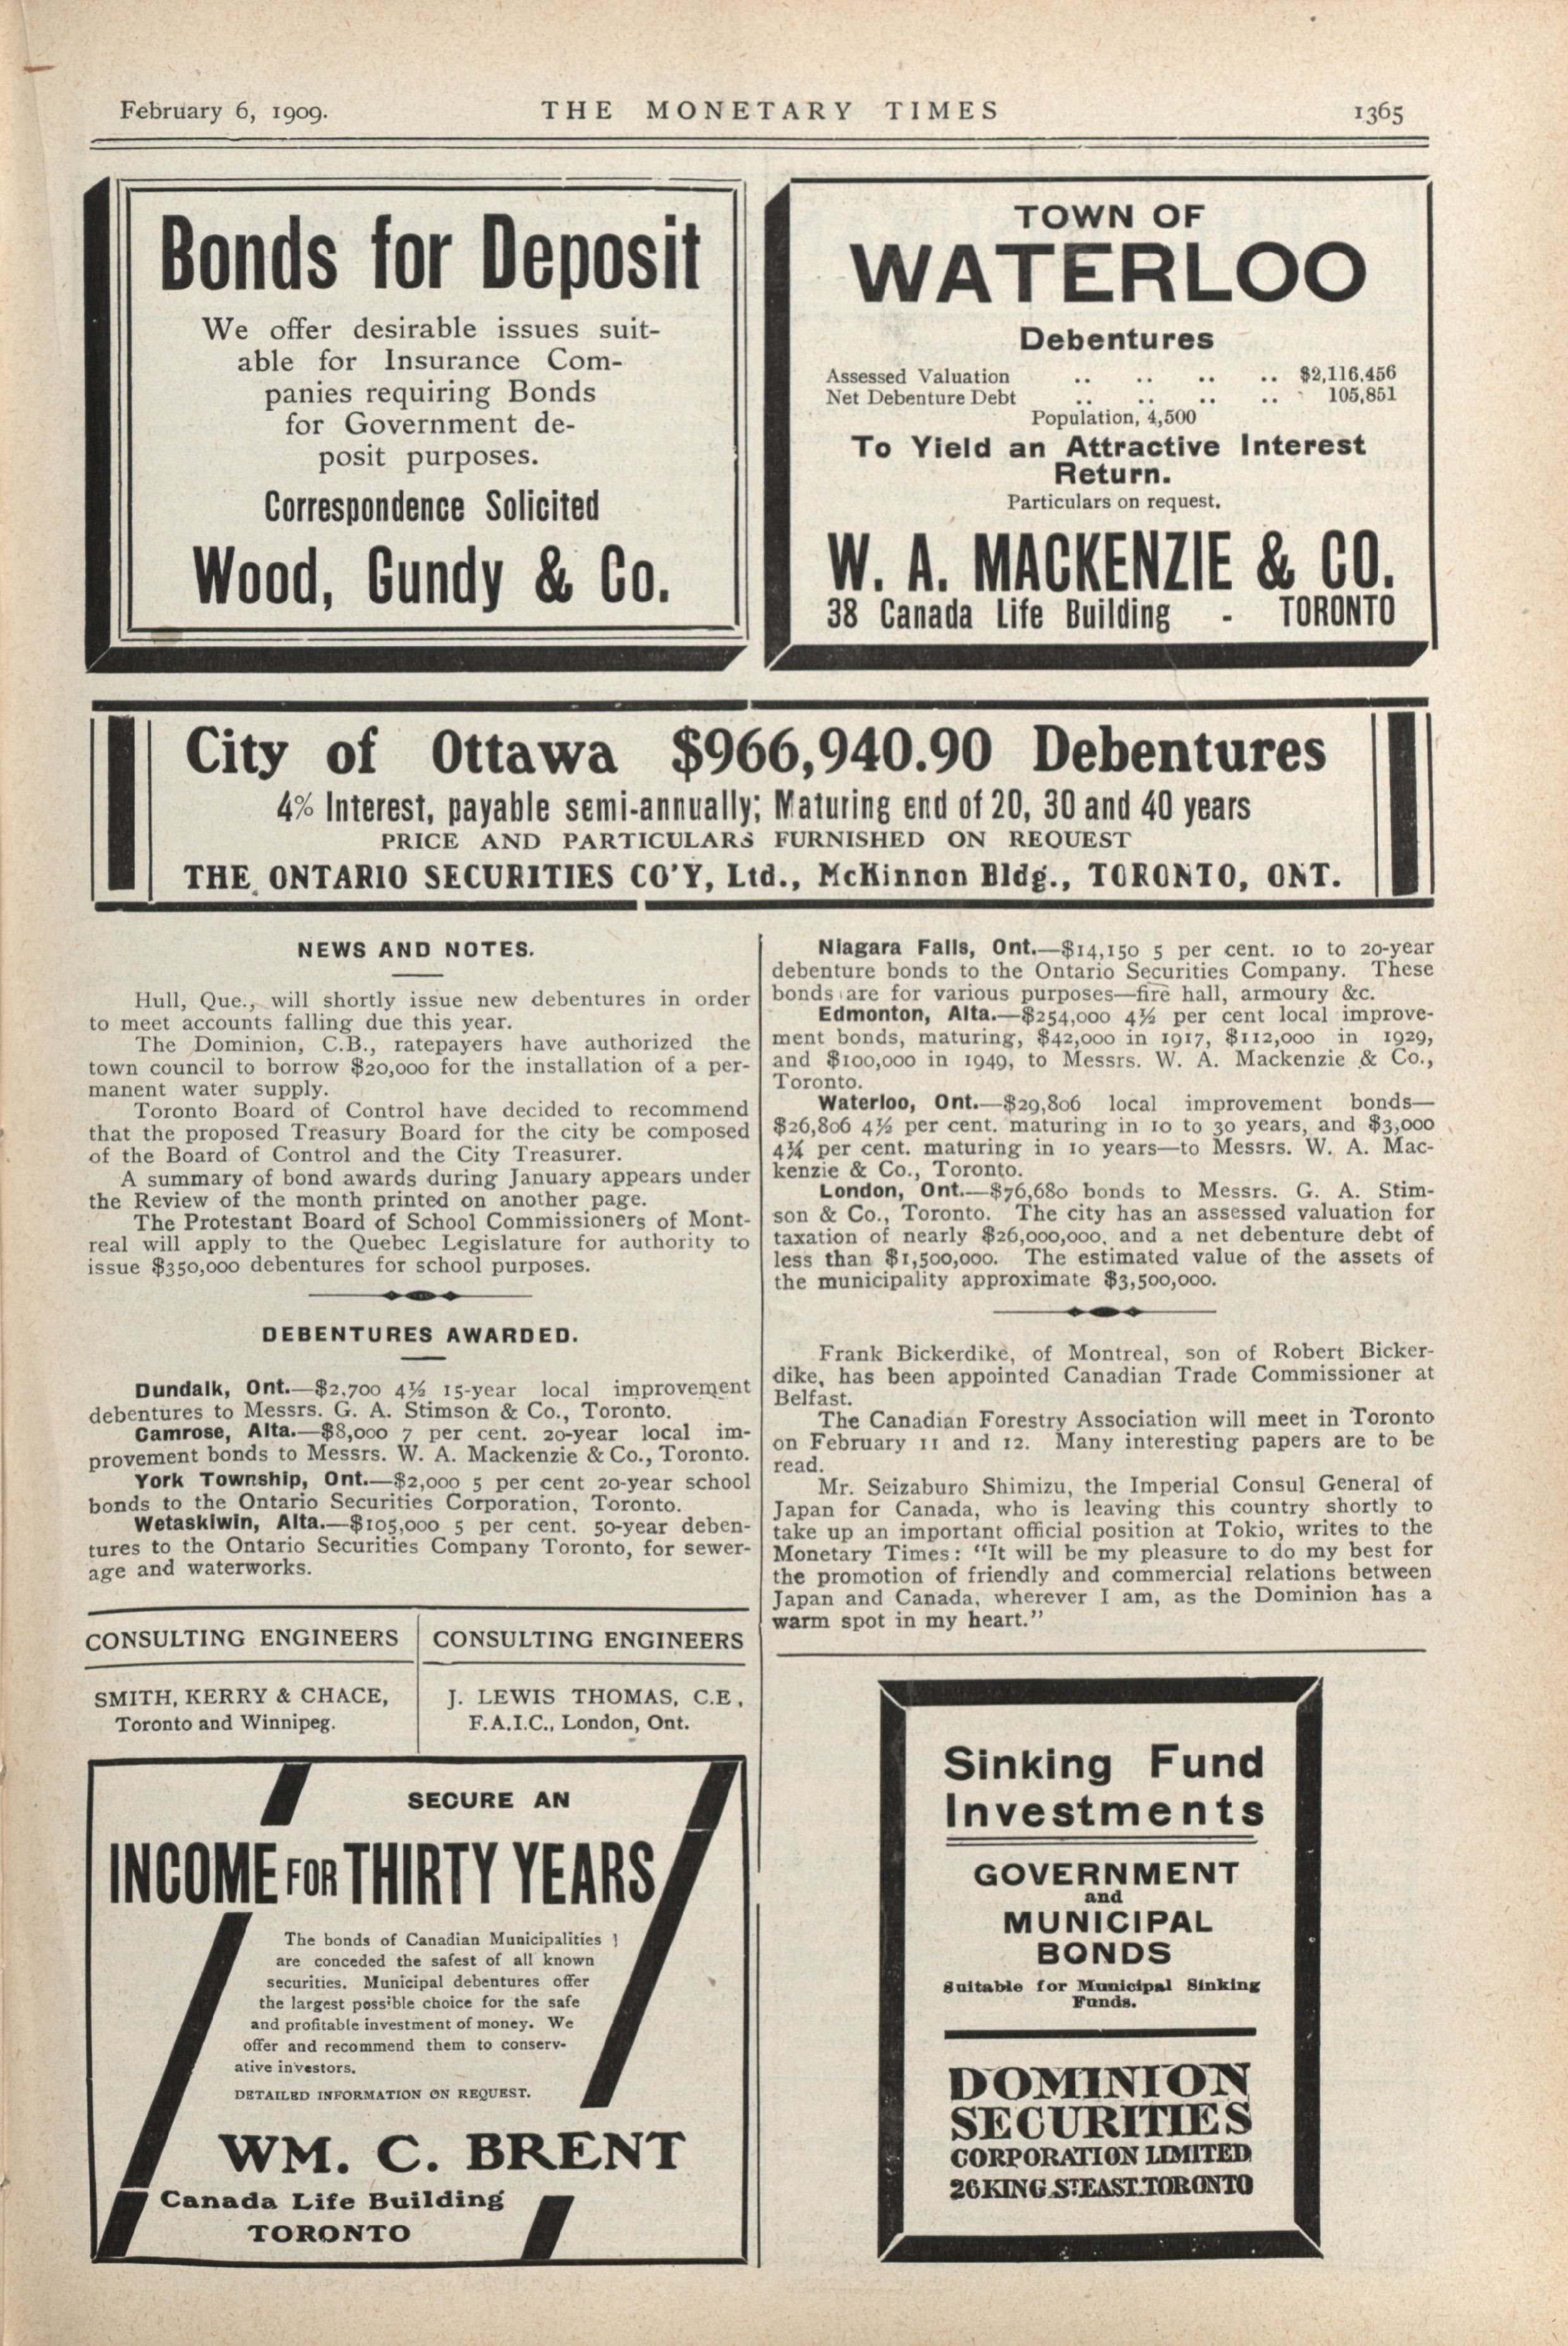 February 6, 1909.
THE MONETARY TIMES
1365
Bonds for Deposit
We offer desirable issues suit-
able for Insurance Com-
panies requiring Bonds
for Government de-
posit purposes.
Correspondence Solicited
Wood, Gundy & Co.
TOWN OF
WATERLOO
Debentures
Assessed Valuation .. .. .. .. $2,116,456
Net Debenture Debt .. .. .. .. 105,851
Population, 4,500
To Yield an Attractive Interest
Return.
Particulars on request.
W. A. MACKENZIE & CO.
38 Canada Life Building - TORONTO
City of Ottawa $966,940.90 Debentures
4% Interest, payable semi-annually; Maturing end of 20, 30 and 40 years
PRICE AND PARTICULARS FURNISHED ON REQUEST
THE ONTARIO SECURITIES CO'Y, Ltd., McKinnon Bldg., TORONTO, ONT.
NEWS AND NOTES.
Hull, Que., will shortly issue new debentures in order
to meet accounts falling due this year.
The Dominion, C.B., ratepayers have authorized the
town council to borrow $20,000 for the installation of a per-
manent water supply.
Toronto Board of Control have decided to recommend
that the proposed Treasury Board for the city be composed
of the Board of Control and the City Treasurer.
A summary of bond awards during January appears under
the Review of the month printed on another page.
The Protestant Board of School Commissioners of Mont-
real will apply to the Quebec Legislature for authority to
issue $350,000 debentures for school purposes.
DEBENTURES AWARDED.
Dundalk, Ont.—$2,700 4½ 15-year local improvement
debentures to Messrs. G. A. Stimson & Co., Toronto.
Camrose, Alta.—$8,000 7 per cent. 20-year local im-
provement bonds to Messrs. W. A. Mackenzie & Co., Toronto.
York Township, Ont.—$2,000 5 per cent 20-year school
bonds to the Ontario Securities Corporation, Toronto.
Wetaskiwin, Alta.—$105,000 5 per cent. 50-year deben-
tures to the Ontario Securities Company Toronto, for sewer-
age and waterworks.
Niagara Falls, Ont.—$14,150 5 per cent. 10 to 20-year
debenture bonds to the Ontario Securities Company. These
bonds are for various purposes—fire hall, armoury &c.
Edmonton, Alta.—$254,000 4½ per cent local improve-
ment bonds, maturing, $42,000 in 1917, $112,000 in 1929,
and $100,000 in 1949, to Messrs. W. A. Mackenzie & Co.,
Toronto.
Waterloo, Ont.—$29,806 local improvement bonds—
$26,806 4½ per cent. maturing in 10 to 30 years, and $3,000
4¾ per cent. maturing in 10 years—to Messrs. W. A. Mac-
kenzie & Co., Toronto.
London, Ont.—$76,680 bonds to Messrs. G. A. Stim-
son & Co., Toronto. The city has an assessed valuation for
taxation of nearly $26,000,000, and a net debenture debt of
less than $1,500,000. The estimated value of the assets of
the municipality approximate $3,500,000.
Frank Bickerdike, of Montreal, son of Robert Bicker-
dike, has been appointed Canadian Trade Commissioner at
Belfast.
The Canadian Forestry Association will meet in Toronto
on February 11 and 12. Many interesting papers are to be
read.
Mr. Seizaburo Shimizu, the Imperial Consul General of
Japan for Canada, who is leaving this country shortly to
take up an important official position at Tokio, writes to the
Monetary Times: "It will be my pleasure to do my best for
the promotion of friendly and commercial relations between
Japan and Canada, wherever I am, as the Dominion has a
warm spot in my heart."
CONSULTING ENGINEERS
SMITH, KERRY & CHACE,
Toronto and Winnipeg.
CONSULTING ENGINEERS
J. LEWIS THOMAS, C.E,
F.A.I.C., London, Ont.
SECURE AN
INCOME FOR THIRTY YEARS
The bonds of Canadian Municipalities
are conceded the safest of all known
securities. Municipal debentures offer
the largest possible choice for the safe
and profitable investment of money. We
offer and recommend them to conserv-
ative investors.
DETAILED INFORMATION ON REQUEST.
WM. C. BRENT
Canada Life Building
TORONTO
Sinking Fund
Investments
GOVERNMENT
and
MUNICIPAL
BONDS
Suitable for Municipal Sinking
Funds.
DOMINION
SECURITIES
CORPORATION LIMITED
26 KING ST EAST TORONTO